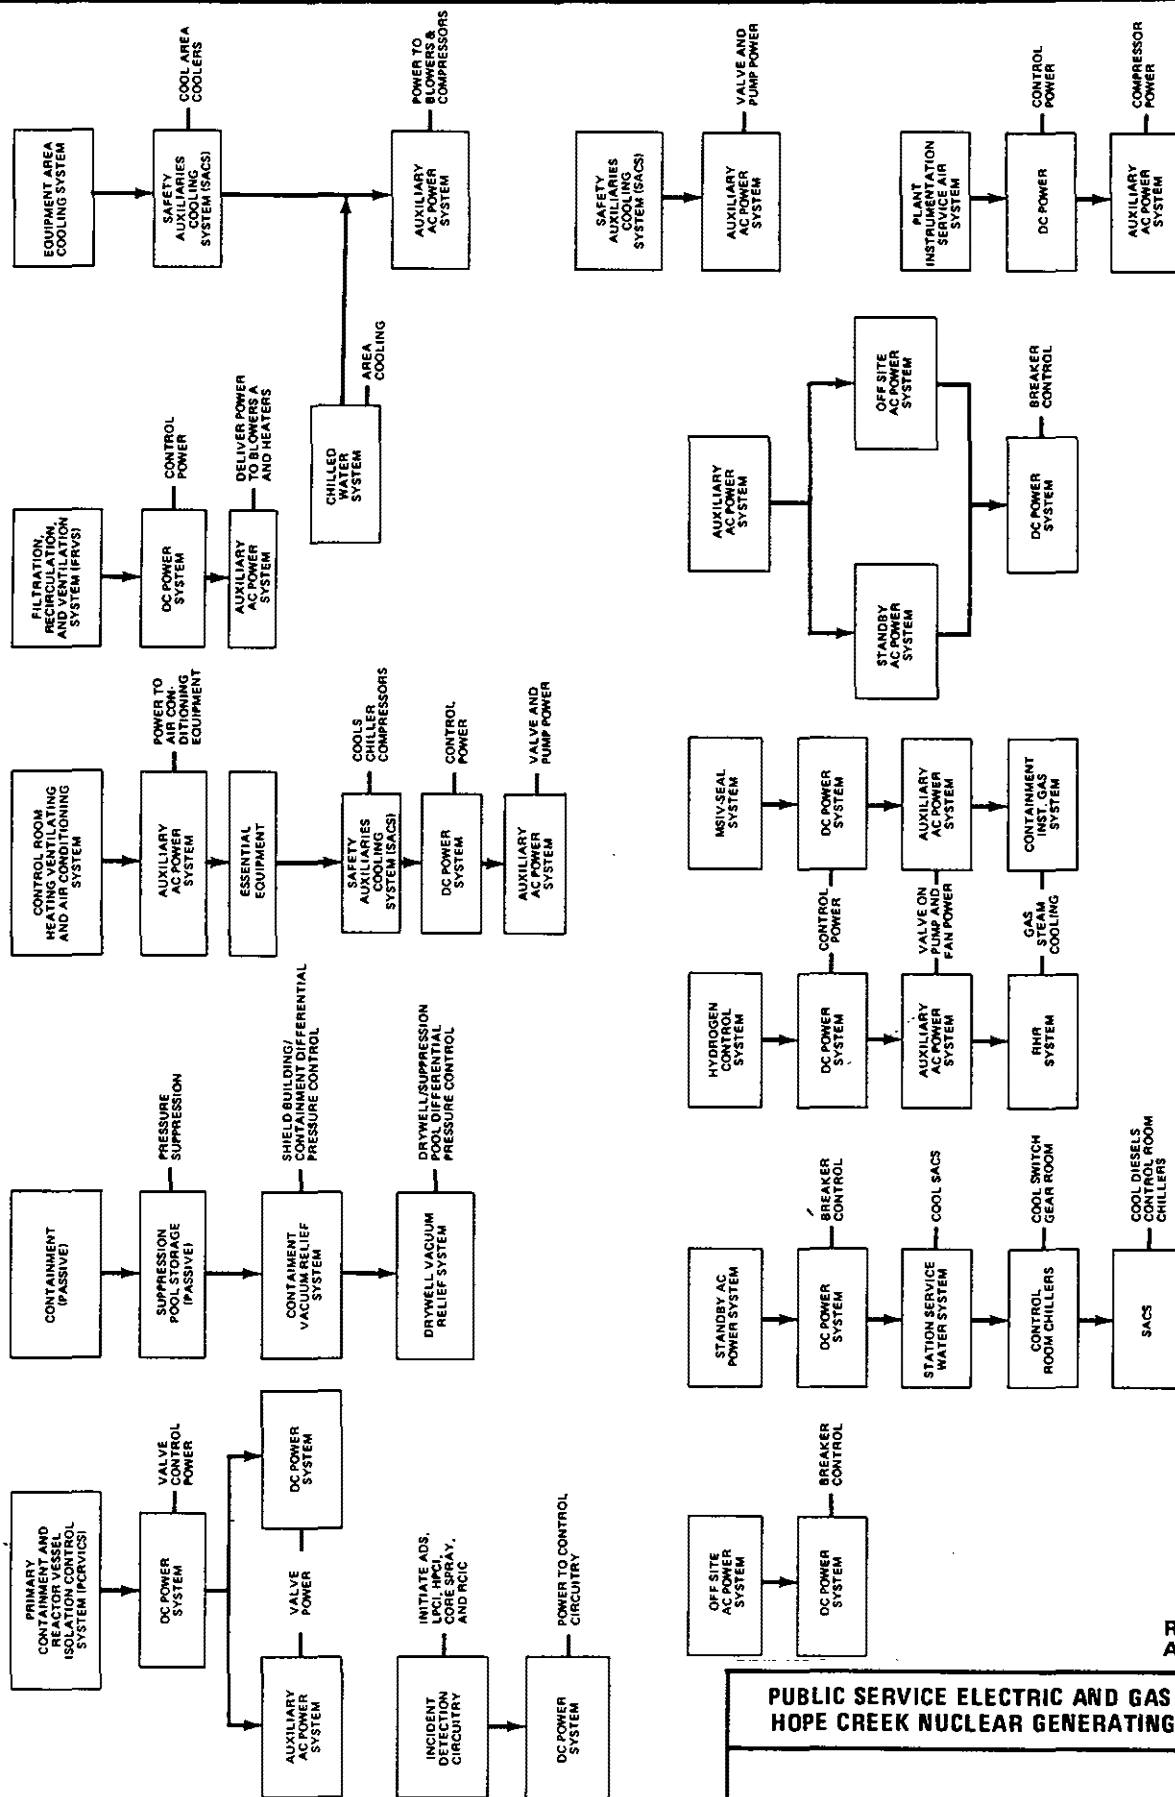 PRIMARY
CONTAINMENT AND
REACTOR VESSEL
ISOLATION CONTROL
SYSTEM (PCRVICS)
DC POWER
SYSTEM
VALVE
CONTROL
POWER
AUXILIARY
AC POWER
SYSTEM
VALVE
POWER
DC POWER
SYSTEM
INCIDENT
DETECTION
CIRCUITRY
INITIATE ADS,
LPCI, HPCI,
CORE SPRAY,
AND RCIC
DC POWER
SYSTEM
POWER TO CONTROL
CIRCUITRY
CONTAINMENT
(PASSIVE)
SUPPRESSION
POOL STORAGE
(PASSIVE)
PRESSURE
SUPPRESSION
CONTAIMENT
VACUUM RELIEF
SYSTEM
SHIELD BUILDING/
CONTAINMENT DIFFERENTIAL
PRESSURE CONTROL
DRYWELL VACUUM
RELIEF SYSTEM
DRYWELL/SUPPRESSION
POOL DIFFERENTIAL
PRESSURE CONTROL
CONTROL ROOM
HEATING VENTILATING
AND AIR CONDITIONING
SYSTEM
AUXILIARY
AC POWER
SYSTEM
POWER TO
AIR CON-
DITIONING
EQUIPMENT
ESSENTIAL
EQUIPMENT
SAFETY
AUXILIARIES
COOLING
SYSTEM (SACS)
COOLS
CHILLER
COMPRESSORS
DC POWER
SYSTEM
CONTROL
POWER
AUXILIARY
AC POWER
SYSTEM
VALVE AND
PUMP POWER
FILTRATION,
RECIRCULATION,
AND VENTILATION
SYSTEM (FRVS)
DC POWER
SYSTEM
CONTROL
POWER
AUXILIARY
AC POWER
SYSTEM
DELIVER POWER
TO BLOWERS A
AND HEATERS
EQUIPMENT AREA
COOLING SYSTEM
SAFETY
AUXILIARIES
COOLING
SYSTEM (SACS)
COOL AREA
COOLERS
CHILLED
WATER
SYSTEM
AREA
COOLING
AUXILIARY
AC POWER
SYSTEM
POWER TO
BLOWERS &
COMPRESSORS
SAFETY
AUXILIARIES
COOLING
SYSTEM (SACS)
AUXILIARY
AC POWER
SYSTEM
VALVE AND
PUMP POWER
OFF SITE
AC POWER
SYSTEM
DC POWER
SYSTEM
BREAKER
CONTROL
STANDBY AC
POWER SYSTEM
DC POWER
SYSTEM
BREAKER
CONTROL
STATION SERVICE
WATER SYSTEM
COOL SACS
CONTROL
ROOM CHILLERS
COOL SWITCH
GEAR ROOM
SACS
COOL DIESELS
CONTROL ROOM
CHILLERS
HYDROGEN
CONTROL
SYSTEM
DC POWER
SYSTEM
CONTROL
POWER
AUXILIARY
AC POWER
SYSTEM
VALVE ON
PUMP AND
FAN POWER
RHR
SYSTEM
GAS
STEAM
COOLING
MSIV-SEAL
SYSTEM
DC POWER
SYSTEM
AUXILIARY
AC POWER
SYSTEM
CONTAINMENT
INST. GAS
SYSTEM
AUXILIARY
AC POWER
SYSTEM
STANDBY
AC POWER
SYSTEM
OFF SITE
AC POWER
SYSTEM
DC POWER
SYSTEM
BREAKER
CONTROL
PLANT
INSTRUMENTATION
SERVICE AIR
SYSTEM
DC POWER
CONTROL
POWER
AUXILIARY
AC POWER
SYSTEM
COMPRESSOR
POWER
R
A
PUBLIC SERVICE ELECTRIC AND GAS
HOPE CREEK NUCLEAR GENERATING